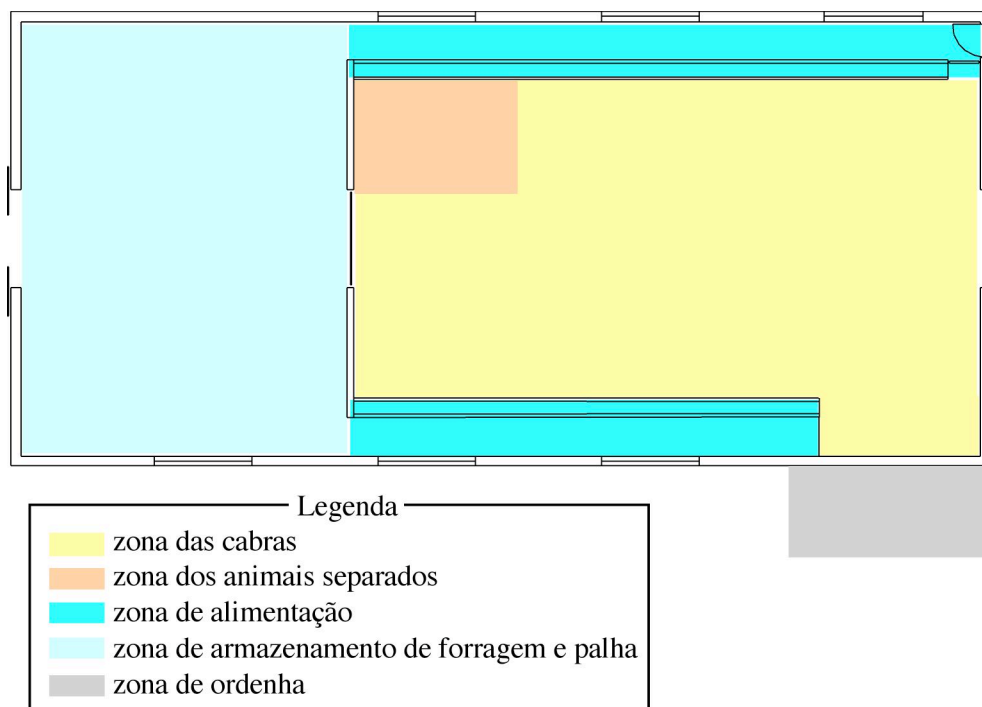 Legenda
zona das cabras
zona dos animais separados
zona de alimentação
zona de armazenamento de forragem e palha
zona de ordenha